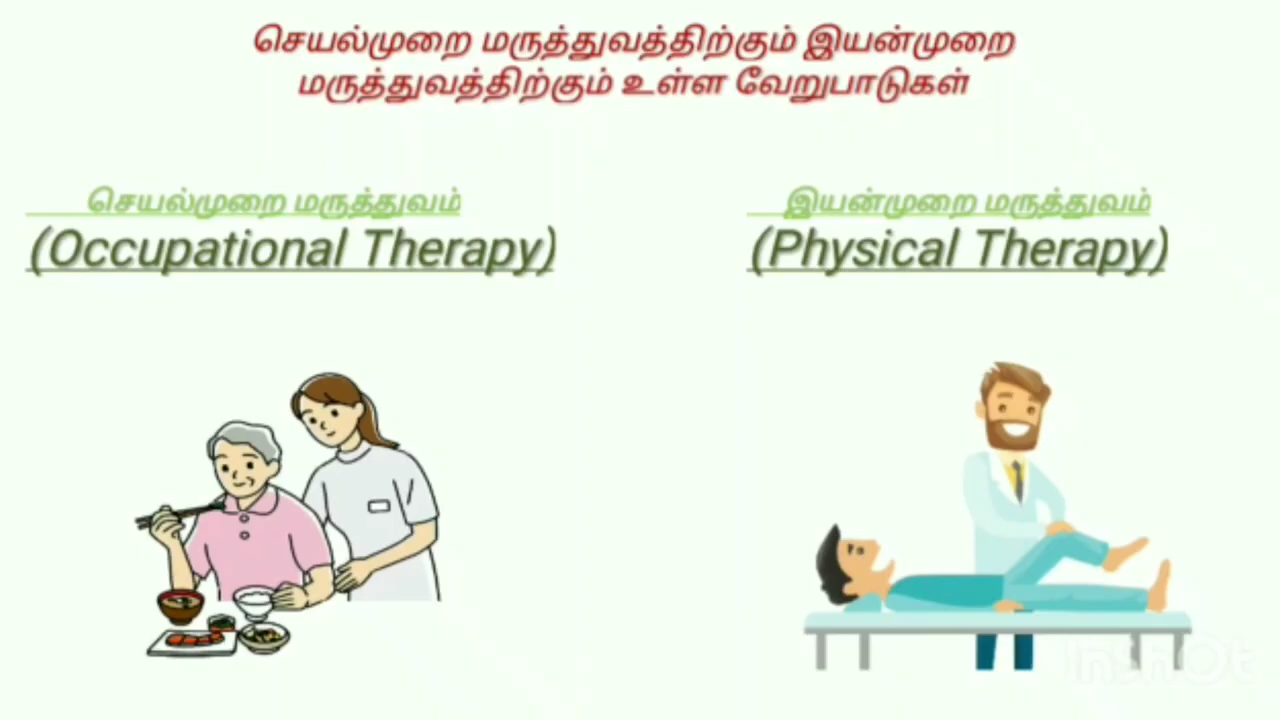 செயல்முறை மருத்துவத்திற்கும் இயன்முறை
மருத்துவத்திற்கும் உள்ள வேறுபாடுகள்
செயல்முறை மருத்துவம்
(Occupational Therapy)
இயன்முறை மருத்துவம்
(Physical Therapy)
InShOt